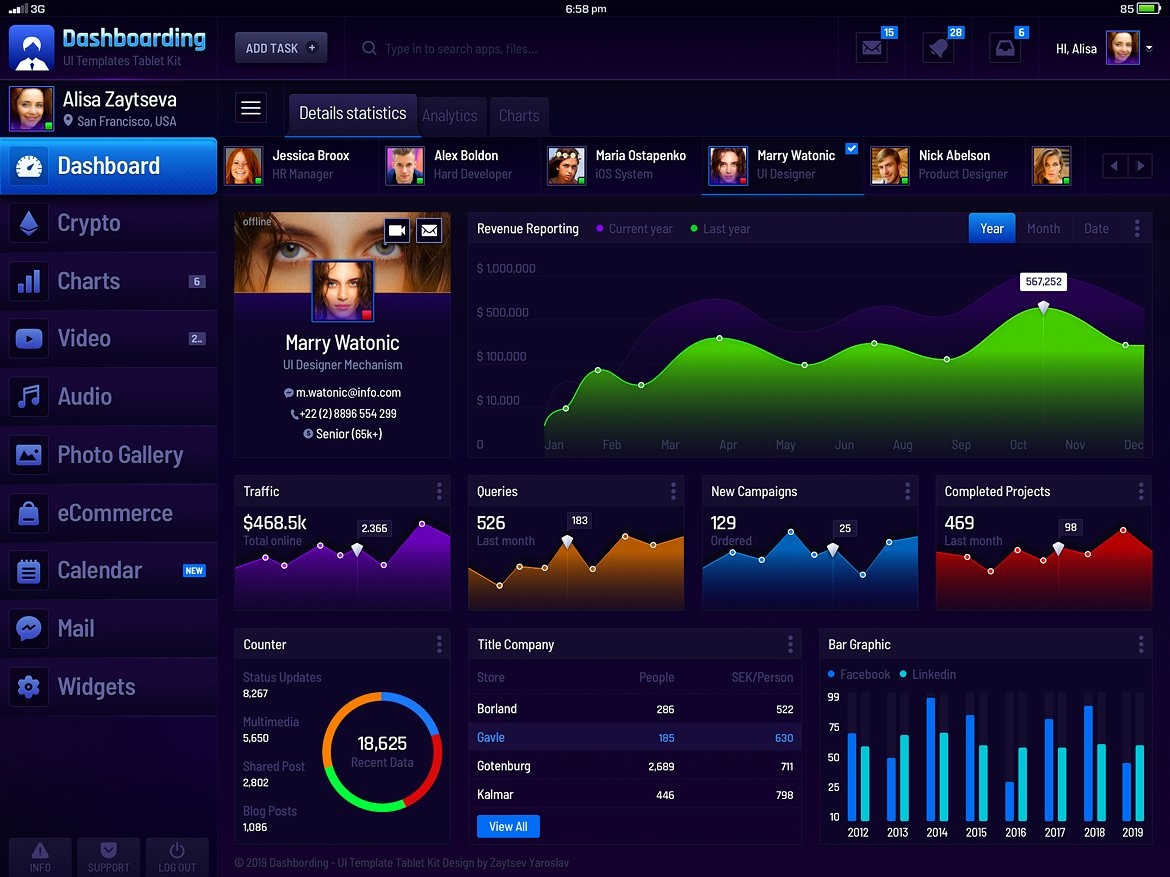 3G
6:58 pm
85
Dashboarding
UI Templates Tablet Kit
ADD TASK +
Type in to search apps, files...
15
28
6
HI, Alisa
Alisa Zaytseva
San Francisco, USA
Details statistics
Analytics
Charts
Jessica Broox
HR Manager
Alex Boldon
Hard Developer
Maria Ostapenko
iOS System
Marry Watonic
UI Designer
Nick Abelson
Product Designer
Dashboard
Crypto
Charts
6
Video
2..
Audio
Photo Gallery
eCommerce
Calendar
NEW
Mail
Widgets
INFO
SUPPORT
LOG OUT
offline
Marry Watonic
UI Designer Mechanism
m.watonic@info.com
+22 (2) 8896 554 299
Senior (65k+)
Revenue Reporting
Current year
Last year
Year
Month
Date
$ 1,000,000
$ 500,000
$ 100,000
$ 10,000
0
567,252
Jan Feb Mar Apr May Jun Aug Sep Oct Nov Dec
Traffic
$468.5k
Total online
2.366
Queries
526
Last month
183
New Campaigns
129
Ordered
25
Completed Projects
469
Last month
98
Counter
Status Updates
8,267
Multimedia
5,650
Shared Post
2,802
Blog Posts
1,086
18,625
Recent Data
Title Company
Store People SEK/Person
Borland 286 522
Gavle 185 630
Gotenburg 2,689 711
Kalmar 446 798
View All
Bar Graphic
Facebook
Linkedin
99
75
50
25
10
2012 2013 2014 2015 2016 2017 2018 2019
© 2019 Dashbording - UI Template Tablet Kit Design by Zaytsev Yaroslav